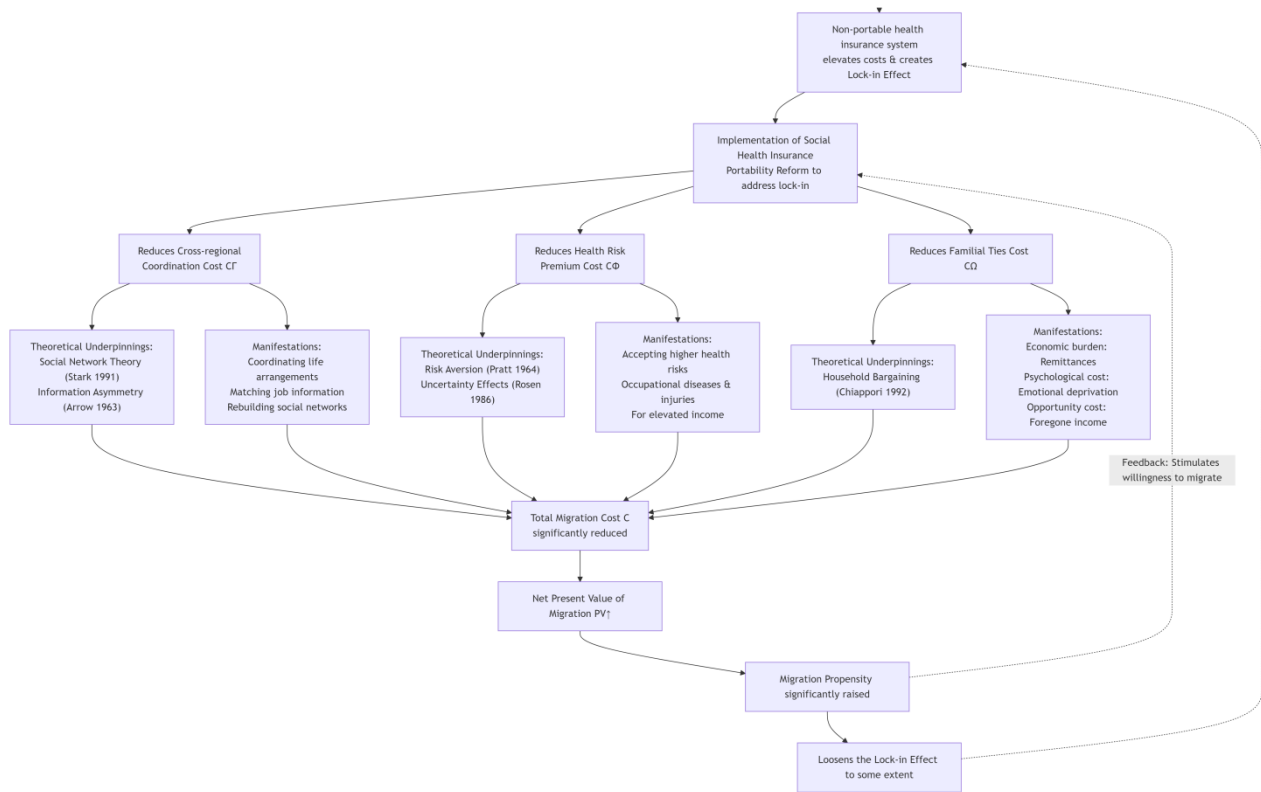 Non-portable health
insurance system
elevates costs & creates
Lock-in Effect
Implementation of Social
Health Insurance
Portability Reform to
address lock-in
Reduces Cross-regional
Coordination Cost CΓ
Reduces Health Risk
Premium Cost CΦ
Reduces Familial Ties Cost
CΩ
Theoretical Underpinnings:
Social Network Theory
(Stark 1991)
Information Asymmetry
(Arrow 1963)
Manifestations:
Coordinating life
arrangements
Matching job information
Rebuilding social networks
Theoretical Underpinnings:
Risk Aversion (Pratt 1964)
Uncertainty Effects (Rosen
1986)
Manifestations:
Accepting higher health
risks
Occupational diseases &
injuries
For elevated income
Theoretical Underpinnings:
Household Bargaining
(Chiappori 1992)
Manifestations:
Economic burden:
Remittances
Psychological cost:
Emotional deprivation
Opportunity cost:
Foregone income
Feedback: Stimulates
willingness to migrate
Total Migration Cost C
significantly reduced
Net Present Value of
Migration PV↑
Migration Propensity
significantly raised
Loosens the Lock-in Effect
to some extent